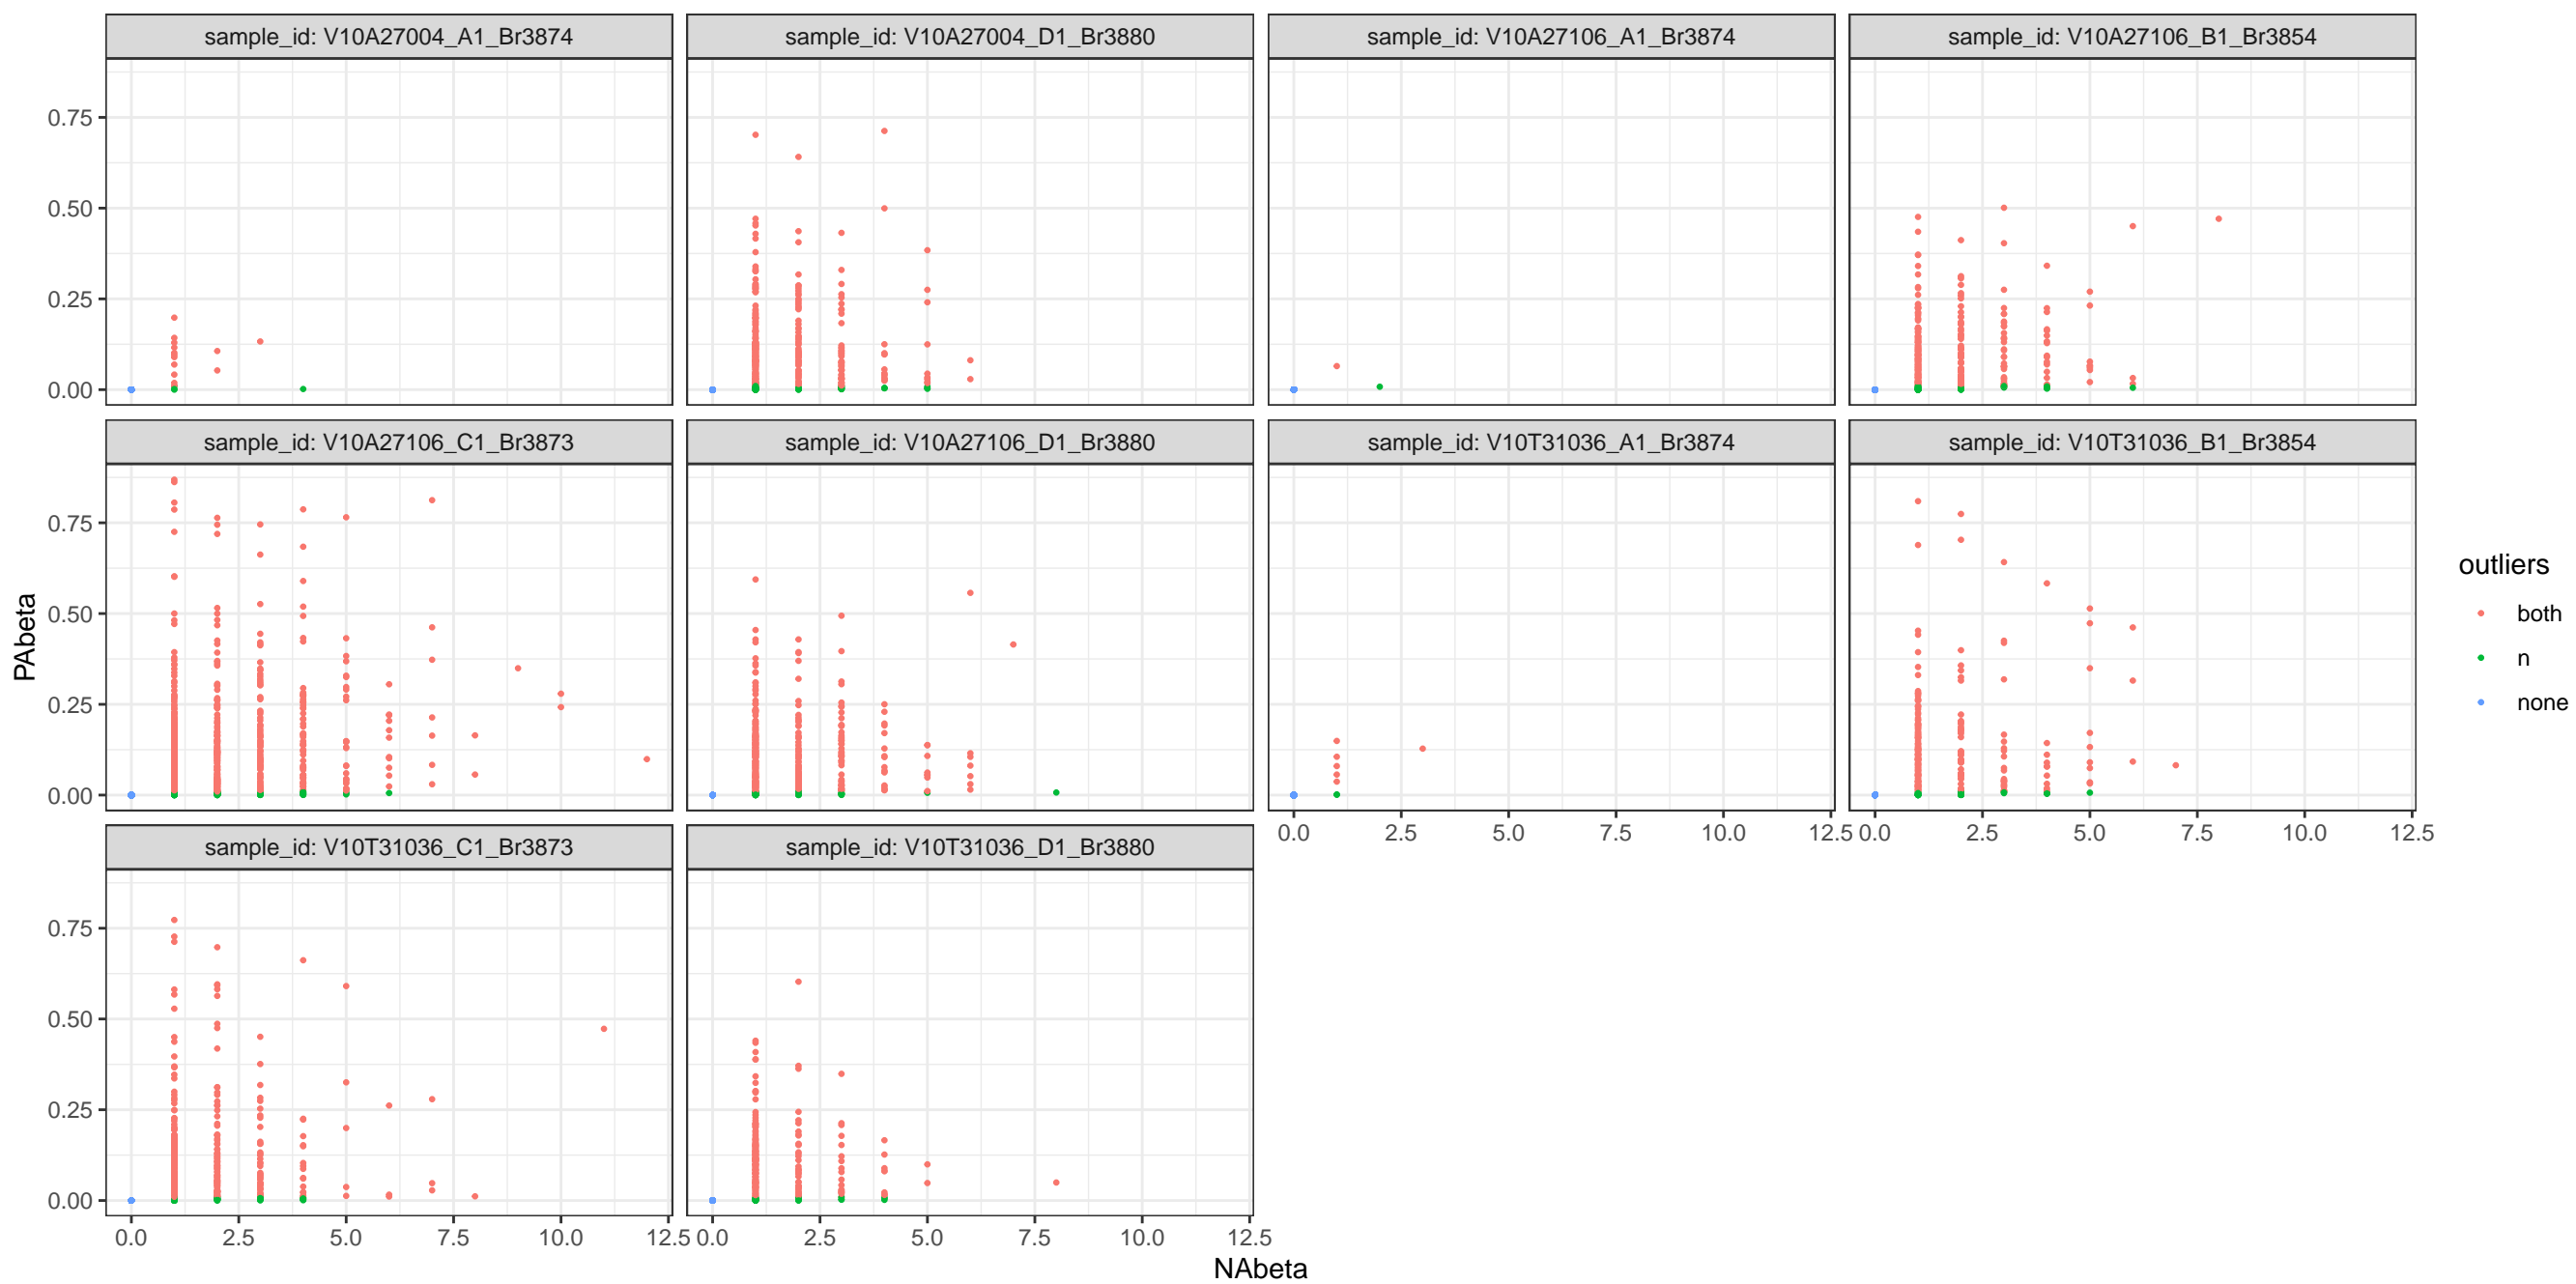 sample_id: V10A27004_A1_Br3874
sample_id: V10A27004_D1_Br3880
sample_id: V10A27106_A1_Br3874
sample_id: V10A27106_B1_Br3854
0.75
0.50
0.25
0.00
sample_id: V10A27106_C1_Br3873
sample_id: V10A27106_D1_Br3880
sample_id: V10T31036_A1_Br3874
sample_id: V10T31036_B1_Br3854
0.75
0.50
0.25
0.00
0.0 2.5 5.0 7.5 10.0 12.5
0.0 2.5 5.0 7.5 10.0 12.5
sample_id: V10T31036_C1_Br3873
sample_id: V10T31036_D1_Br3880
0.75
0.50
0.25
0.00
0.0 2.5 5.0 7.5 10.0 12.5
0.0 2.5 5.0 7.5 10.0 12.5
NAbeta
PAbeta
outliers
both
n
none